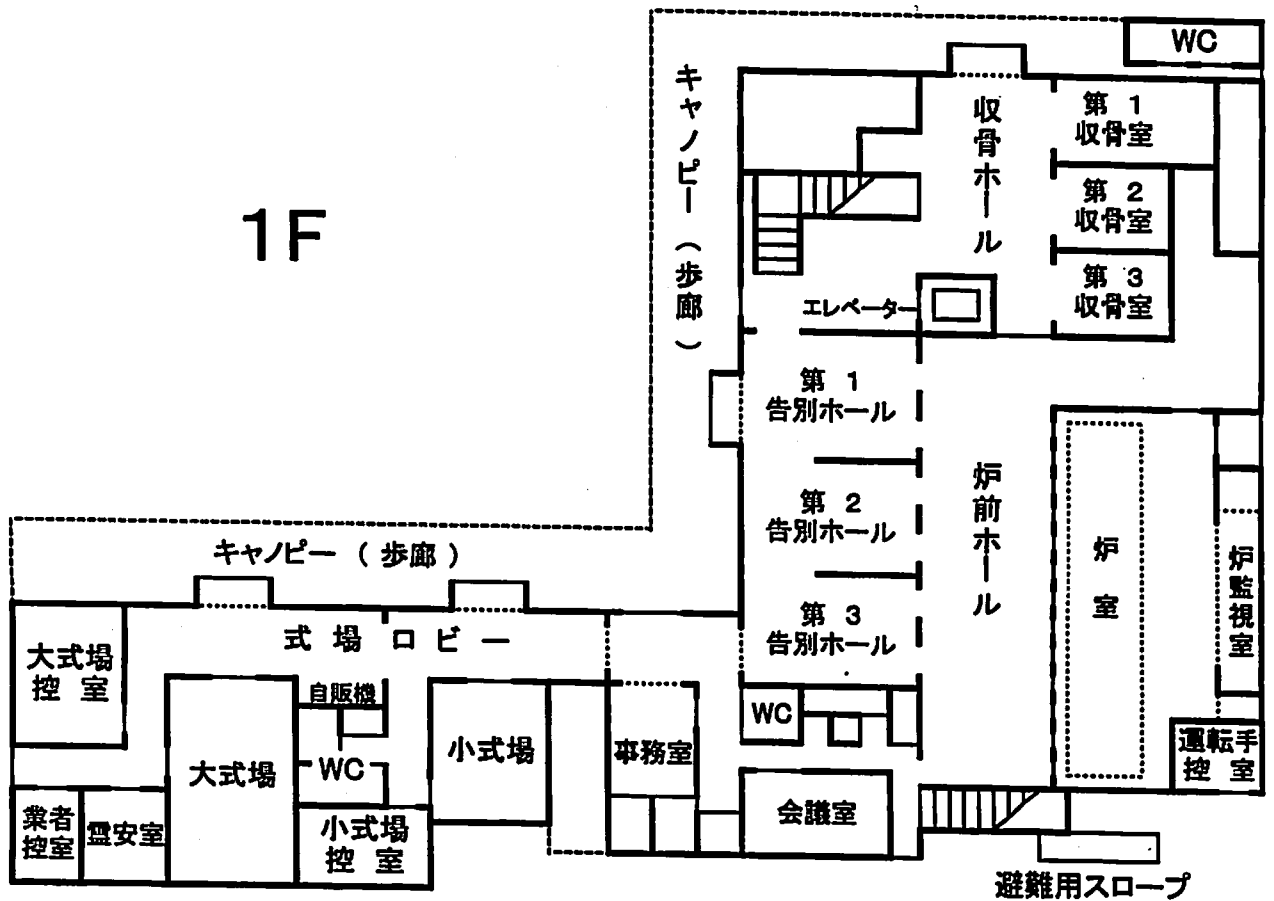 1F
WC
キャノピー（歩廊）
収骨ホール
第 1
収骨室
第 2
収骨室
第 3
収骨室
エレベーター
第 1
告別ホール
第 2
告別ホール
第 3
告別ホール
炉前ホール
炉室
炉監視室
運転手
控 室
キャノピー（歩廊）
式場ロビー
大式場
控 室
自販機
大式場
WC
小式場
事務室
WC
会議室
業者
控室
霊安室
小式場
控 室
避難用スロープ